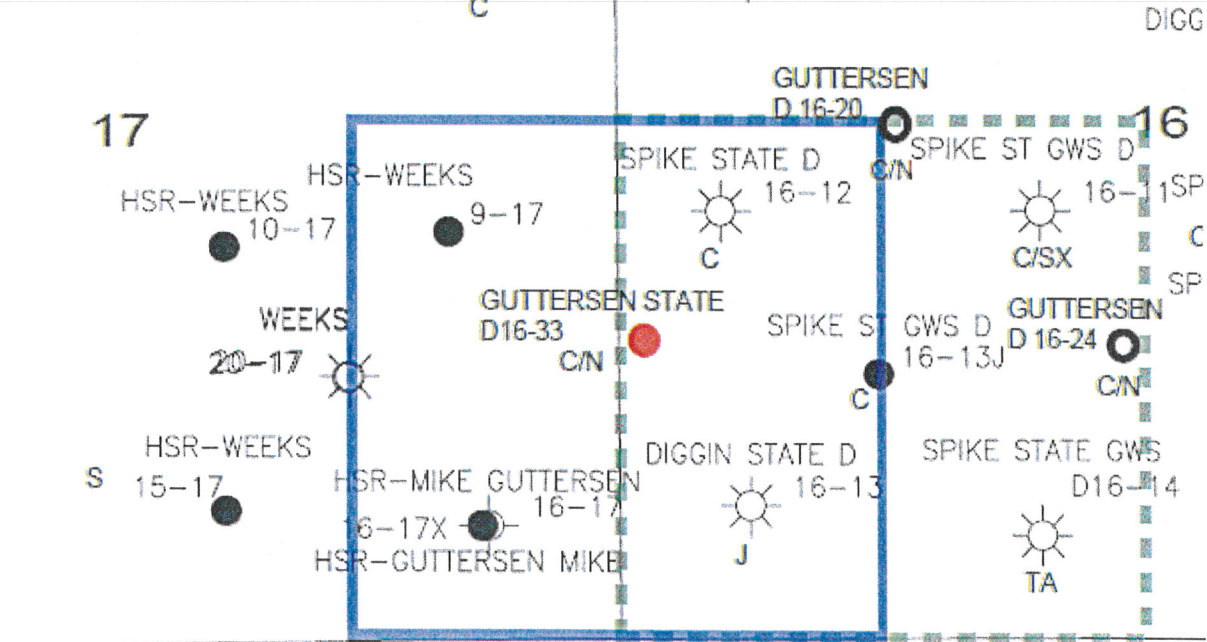 C
DIGG
GUTTERSEN
D 16-20
17
16
C/N
HSR-WEEKS
9-17
HSR-WEEKS
10-17
SPIKE STATE D
16-12
C
SPIKE ST GWS D
16-11
SP
C/SX
C
SP
GUTTERSEN STATE
D16-33
C/N
WEEKS
20-17
SPIKE ST GWS D
16-13J
C
GUTTERSEN
D 16-24
C/N
HSR-WEEKS
15-17
S
HSR-MIKE GUTTERSEN
16-17
16-17X
HSR-GUTTERSEN MIKE
DIGGIN STATE D
16-13
J
SPIKE STATE GWS
D16-14
TA